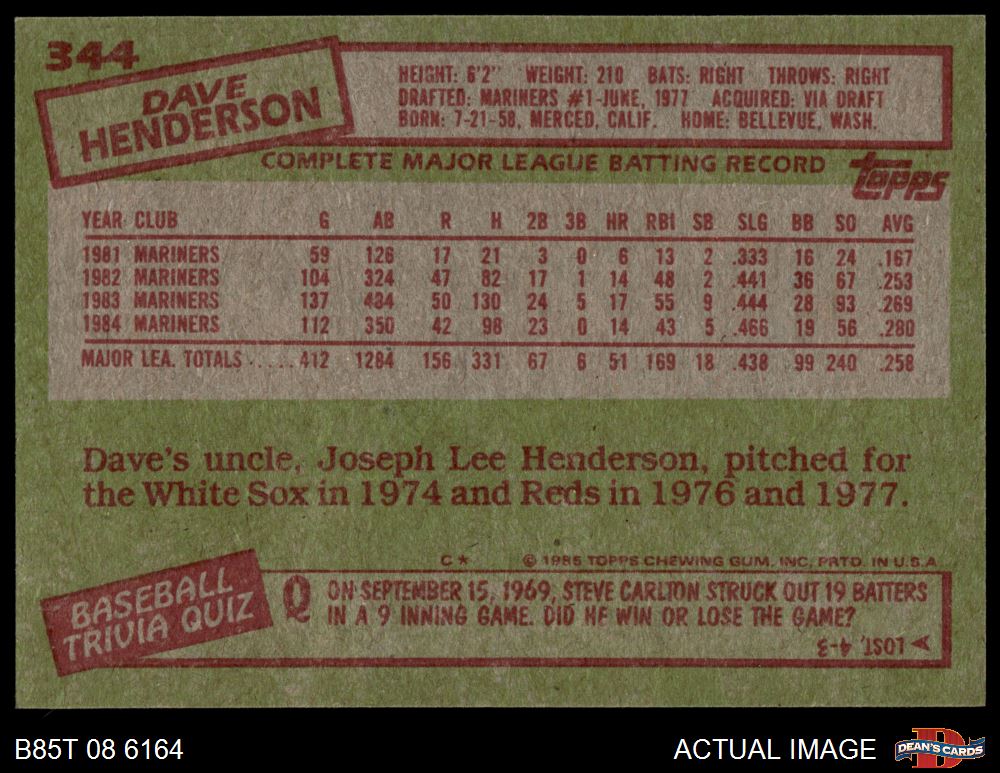 344
DAVE
HENDERSON
HEIGHT: 6'2" WEIGHT: 210 BATS: RIGHT THROWS: RIGHT
DRAFTED: MARINERS #1-JUNE, 1977 ACQUIRED: VIA DRAFT
BORN: 7-21-58, MERCED, CALIF. HOME: BELLEVUE, WASH.
COMPLETE MAJOR LEAGUE BATTING RECORD
topps
YEAR CLUB G AB R H 2B 3B HR RBI SB SLG BB SO AVG
1981 MARINERS 59 126 17 21 3 0 6 13 2 .333 16 24 .167
1982 MARINERS 104 324 47 82 17 1 14 48 2 .441 36 67 .253
1983 MARINERS 137 484 50 130 24 5 17 55 9 .444 28 93 .269
1984 MARINERS 112 350 42 98 23 0 14 43 5 .466 19 56 .280
MAJOR LEA. TOTALS ..... 412 1284 156 331 67 6 51 169 18 .438 99 240 .258
Dave's uncle, Joseph Lee Henderson, pitched for
the White Sox in 1974 and Reds in 1976 and 1977.
C* © 1985 TOPPS CHEWING GUM, INC. PRTD. IN U.S.A.
BASEBALL
TRIVIA QUIZ
Q ON SEPTEMBER 15, 1969, STEVE CARLTON STRUCK OUT 19 BATTERS
IN A 9 INNING GAME. DID HE WIN OR LOSE THE GAME?
LOST, 4-3
B85T 08 6164
ACTUAL IMAGE
D
DEAN'S CARDS